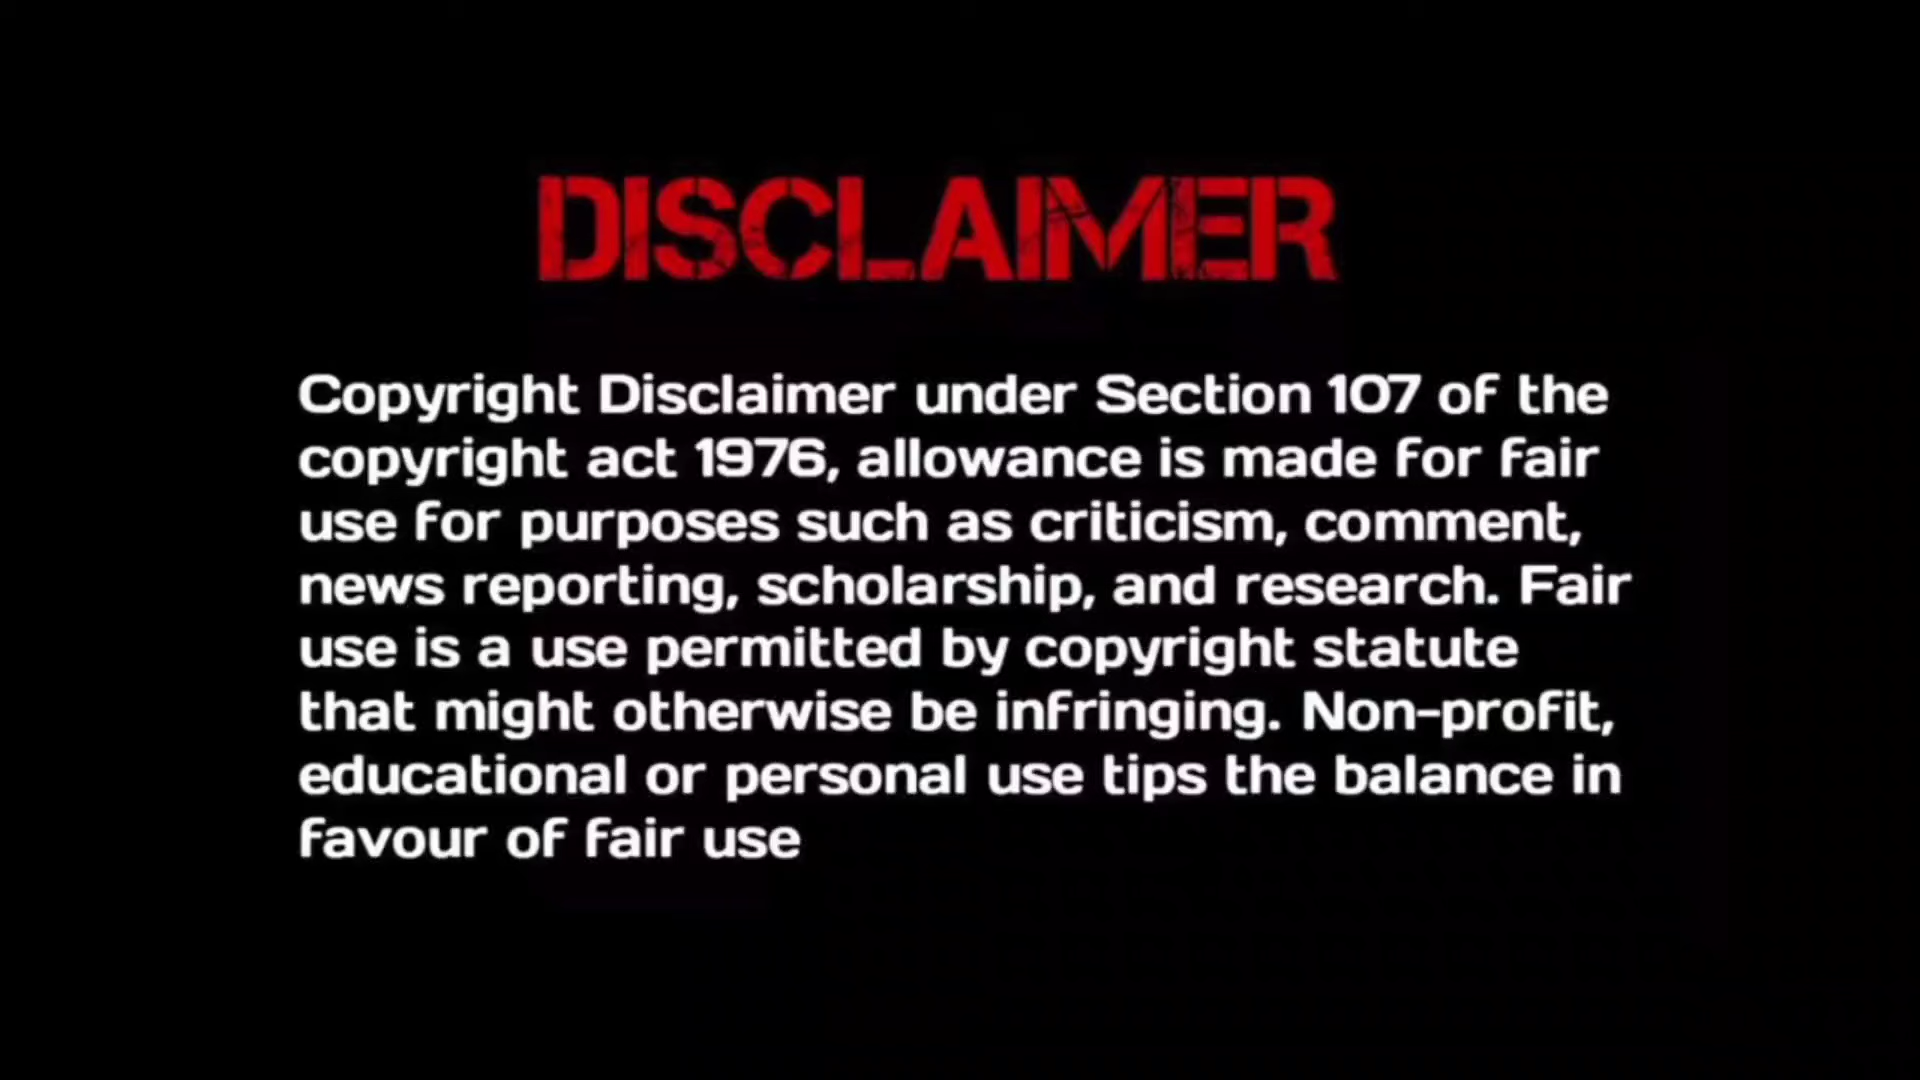 DISCLAIMER
Copyright Disclaimer under Section 107 of the
copyright act 1976, allowance is made for fair
use for purposes such as criticism, comment,
news reporting, scholarship, and research. Fair
use is a use permitted by copyright statute
that might otherwise be infringing. Non-profit,
educational or personal use tips the balance in
favour of fair use